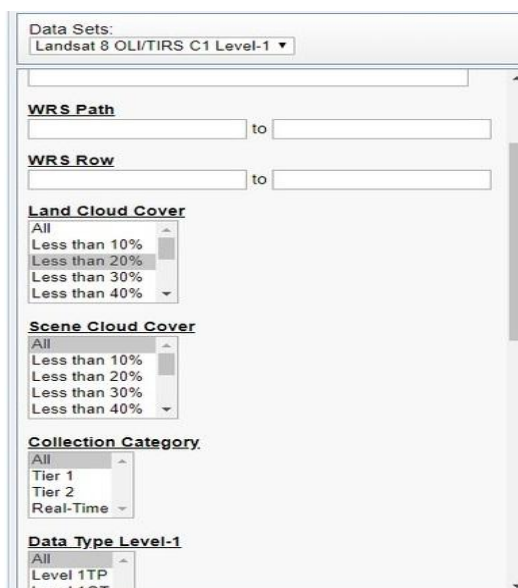 Data Sets:
Landsat 8 OLI/TIRS C1 Level-1
WRS Path
to
WRS Row
to
Land Cloud Cover
All
Less than 10%
Less than 20%
Less than 30%
Less than 40%
Scene Cloud Cover
All
Less than 10%
Less than 20%
Less than 30%
Less than 40%
Collection Category
All
Tier 1
Tier 2
Real-Time
Data Type Level-1
All
Level 1TP